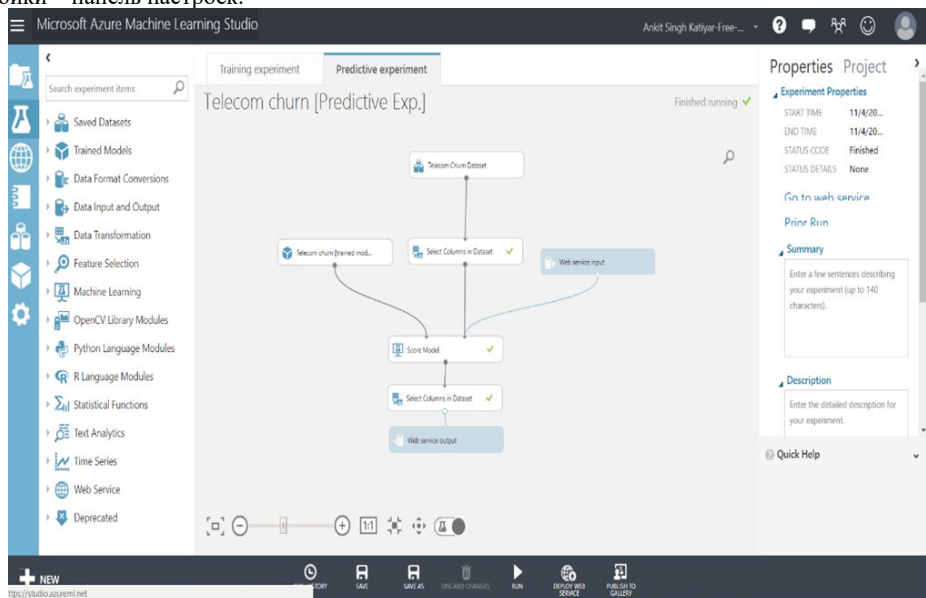 панель настроек.
Microsoft Azure Machine Learning Studio
Ankit Singh Katiyar-Free-...
Training experiment
Predictive experiment
Properties
Project
Search experiment items
Telecom churn [Predictive Exp.]
Finished running
Experiment Properties
START TIME 11/4/20...
END TIME 11/4/20...
STATUS CODE Finished
STATUS DETAILS None
Go to web service
Prior Run
Saved Datasets
Trained Models
Data Format Conversions
Data Input and Output
Data Transformation
Feature Selection
Machine Learning
OpenCV Library Modules
Python Language Modules
R Language Modules
Statistical Functions
Text Analytics
Time Series
Web Service
Deprecated
Telecom Churn Dataset
Telecom churn [trained mod...
Select Columns in Dataset
Web service input
Score Model
Select Columns in Dataset
Web service output
1:1
Summary
Enter a few sentences describing
your experiment (up to 140
characters).
Description
Enter the detailed description for
your experiment.
Quick Help
NEW
SAVE
SAVE AS
DISCARD CHANGES
RUN
DEPLOY WEB
SERVICE
PUBLISH TO
GALLERY
ttps://studio.azureml.net